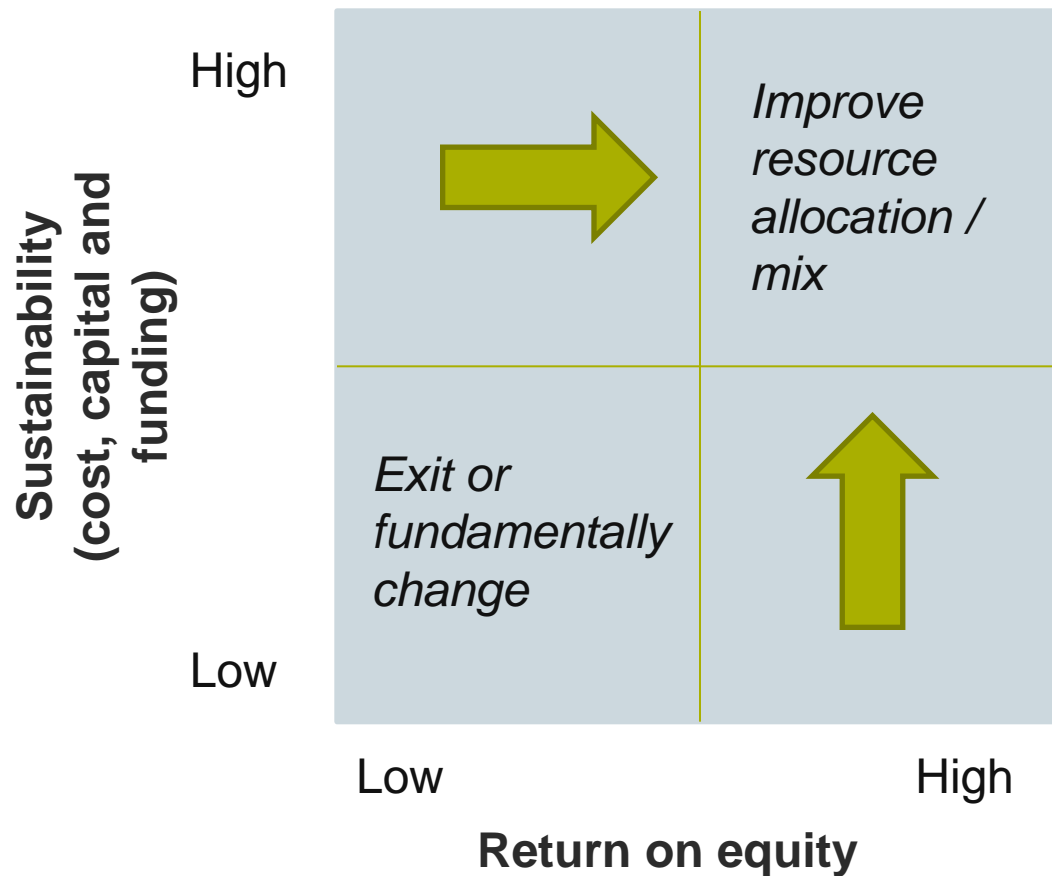 Sustainability
(cost, capital and
funding)
High
Improve
resource
allocation /
mix
Exit or
fundamentally
change
Low
Low
High
Return on equity